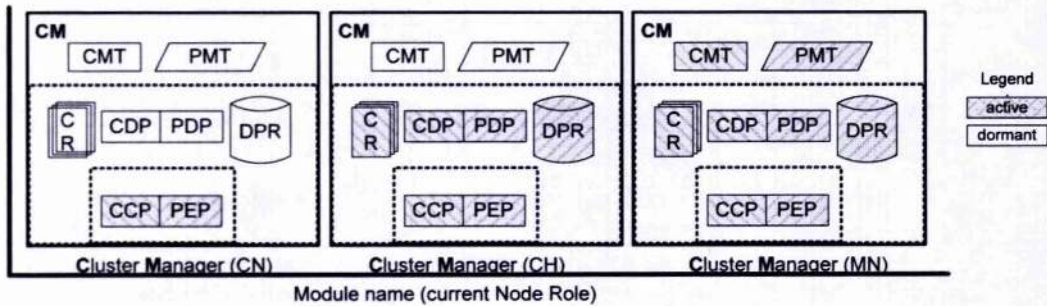 CM CM CM
CMT PMT CMT PMT CMT PMT
Legend
active
C R CDP PDP DPR C R CDP PDP DPR C R CDP PDP DPR
dormant
CCP PEP CCP PEP CCP PEP
Cluster Manager (CN) Cluster Manager (CH) Cluster Manager (MN)
Module name (current Node Role)